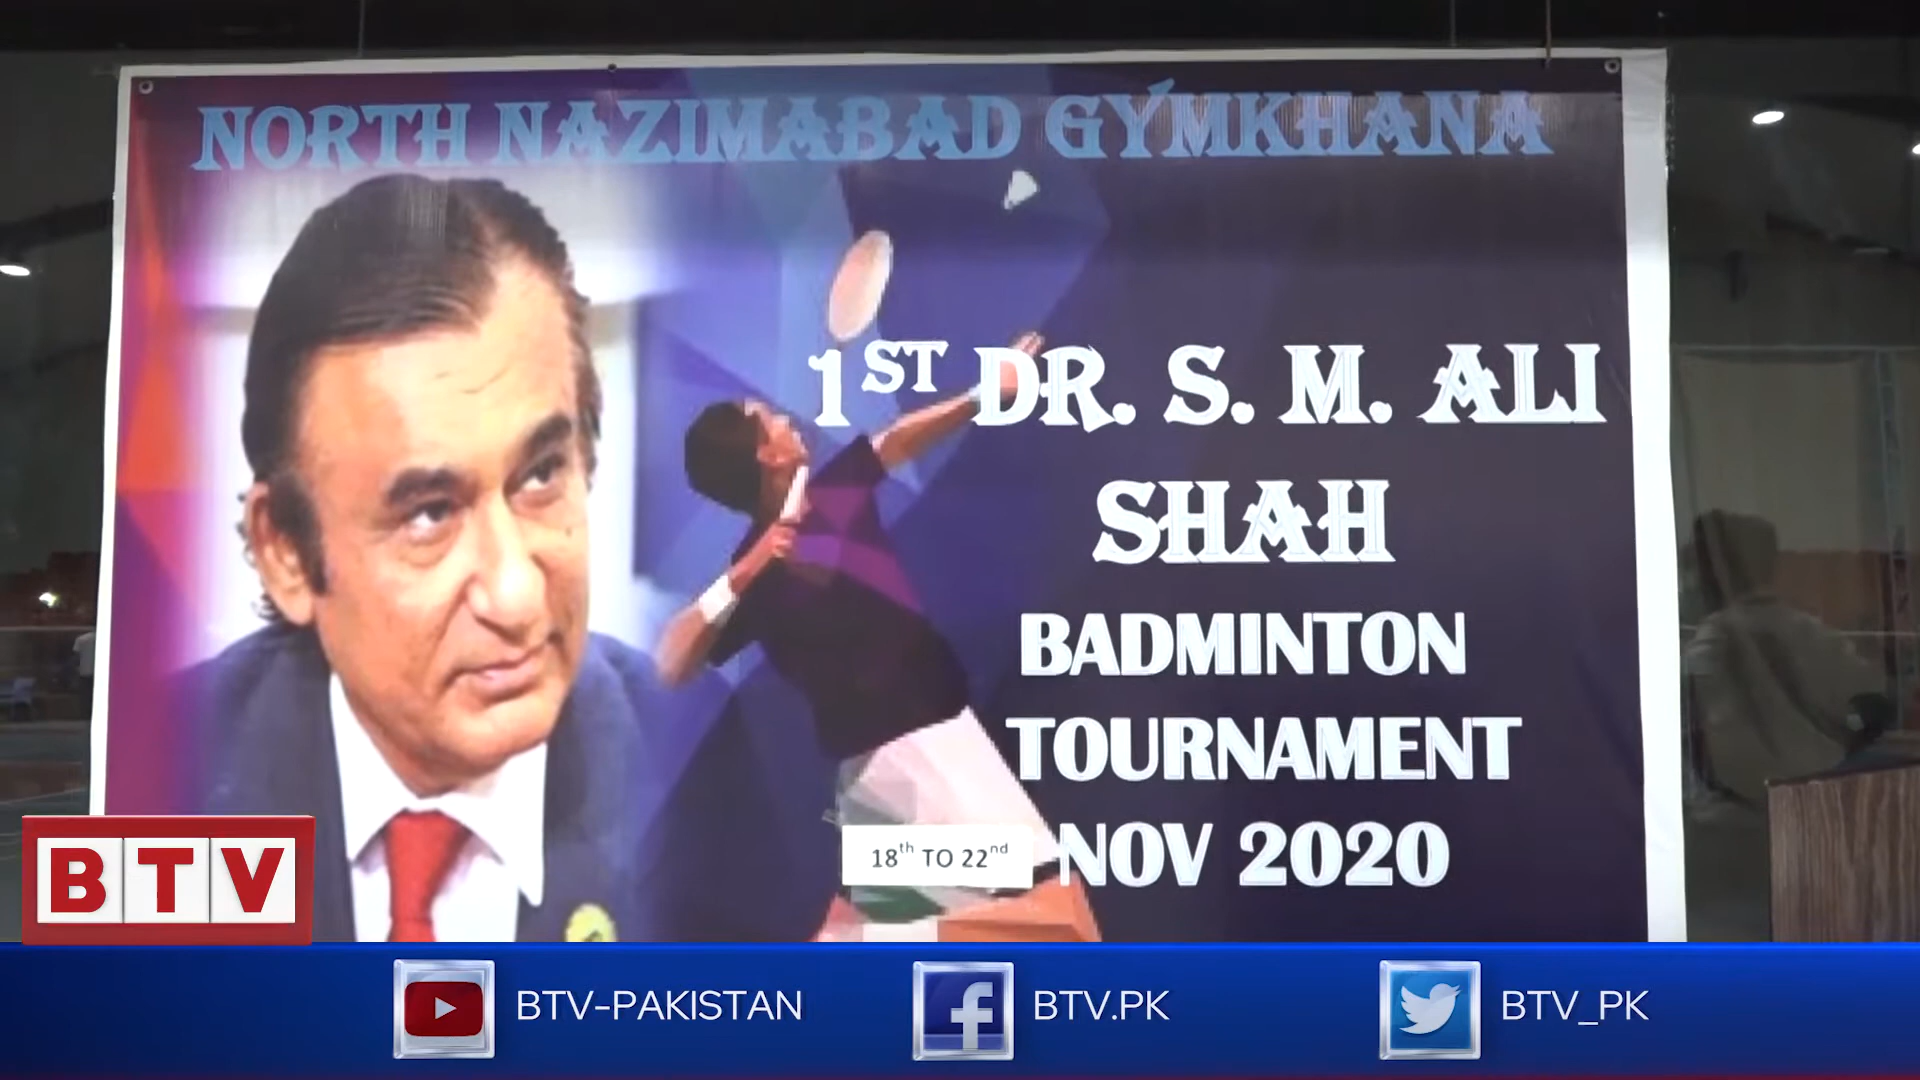 NORTH NAZIMABAD GYMKHANA
1ST DR. S. M. ALI
SHAH
BADMINTON
TOURNAMENT
18th TO 22nd NOV 2020
BTV
BTV-PAKISTAN
BTV.PK
BTV_PK